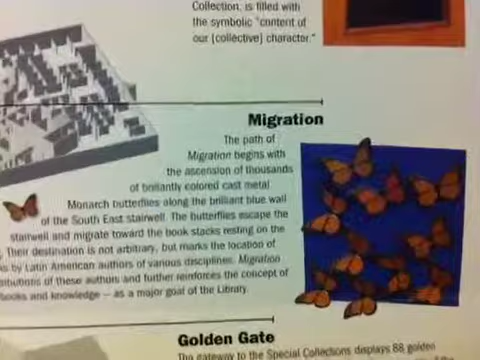 Collection, is filled with
the symbolic "content of
our [collective] character."
Migration
The path of
Migration begins with
the ascension of thousands
of brilliantly colored cast metal
Monarch butterflies along the brilliant blue wall
of the South East stairwell. The butterflies escape the
stairwell and migrate toward the book stacks resting on the
Their destination is not arbitrary, but marks the location of
by Latin American authors of various disciplines. Migration
of these authors and further reinforces the concept of
books and knowledge – as a major goal of the Library.
Golden Gate
The gateway to the Special Collections displays 88 golden